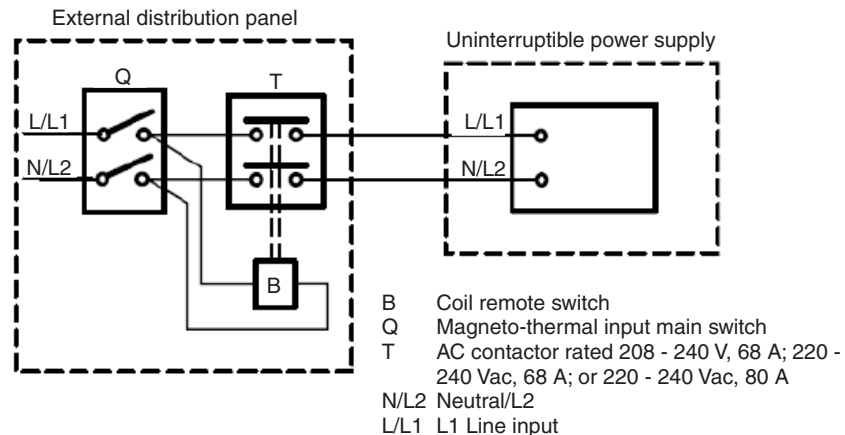 External distribution panel
Uninterruptible power supply
Q
T
L/L1
L/L1
N/L2
N/L2
B
B Coil remote switch
Q Magneto-thermal input main switch
T AC contactor rated 208 - 240 V, 68 A; 220 -
240 Vac, 68 A; or 220 - 240 Vac, 80 A
N/L2 Neutral/L2
L/L1 L1 Line input